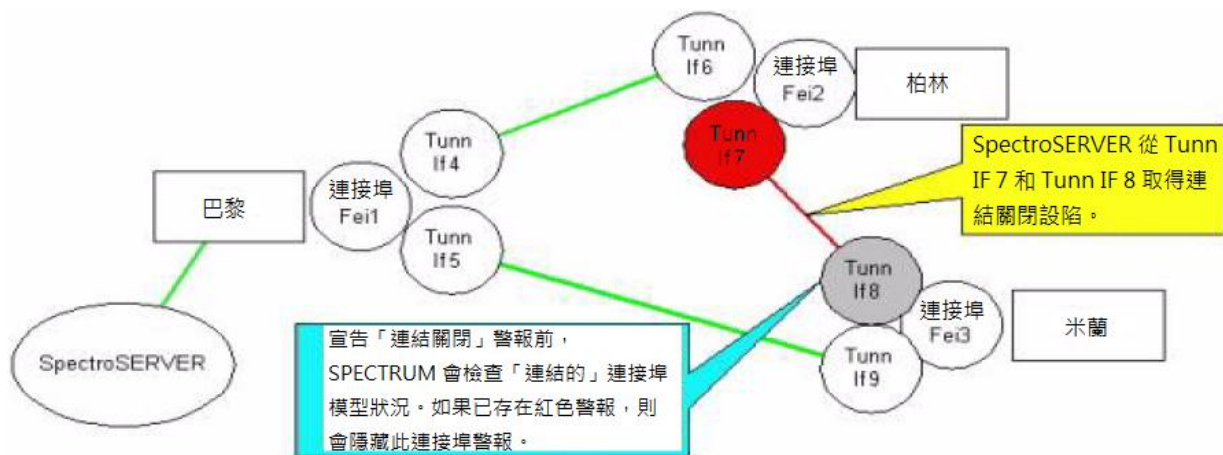 Tunn
If6
連接埠
Fei2
柏林
Tunn
If7
SpectroSERVER 從 Tunn
IF 7 和 Tunn IF 8 取得連
結關閉設陷。
Tunn
If4
巴黎
連接埠
Fei1
Tunn
If5
Tunn
If8
連接埠
Fei3
米蘭
Tunn
If9
SpectroSERVER
宣告「連結關閉」警報前，
SPECTRUM 會檢查「連結的」連接埠
模型狀況。如果已存在紅色警報，則
會隱藏此連接埠警報。